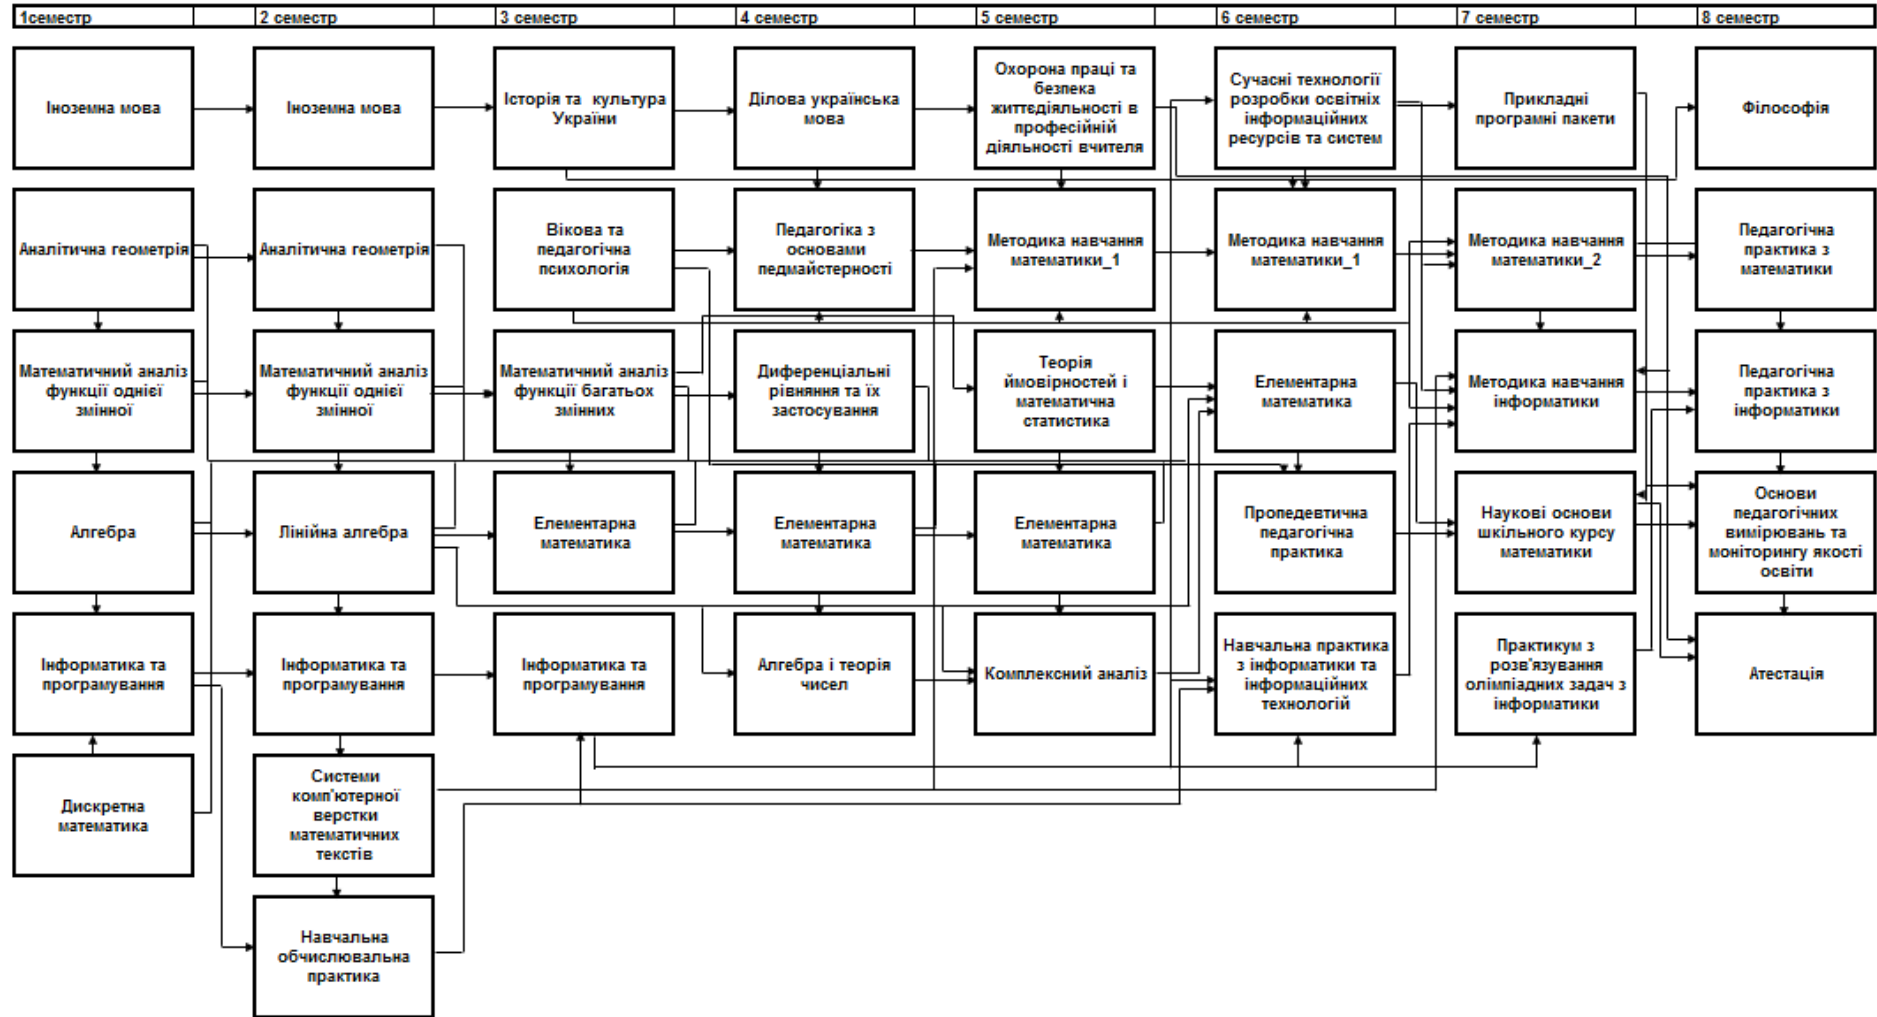 1семестр
2 семестр
3 семестр
4 семестр
5 семестр
6 семестр
7 семестр
8 семестр
Іноземна мова
Іноземна мова
Історія та культура
України
Ділова українська
мова
Охорона праці та
безпека
життєдіяльності в
професійній
діяльності вчителя
Сучасні технології
розробки освітніх
інформаційних
ресурсів та систем
Прикладні
програмні пакети
Філософія
Аналітична геометрія
Аналітична геометрія
Вікова та
педагогічна
психологія
Педагогіка з
основами
педмайстерності
Методика навчання
математики_1
Методика навчання
математики_1
Методика навчання
математики_2
Педагогічна
практика з
математики
Математичний аналіз
функції однієї
змінної
Математичний аналіз
функції однієї
змінної
Математичний аналіз
функції багатьох
змінних
Диференціальні
рівняння та їх
застосування
Теорія
ймовірностей і
математична
статистика
Елементарна
математика
Методика навчання
інформатики
Педагогічна
практика з
інформатики
Алгебра
Лінійна алгебра
Елементарна
математика
Елементарна
математика
Елементарна
математика
Пропедевтична
педагогічна
практика
Наукові основи
шкільного курсу
математики
Основи
педагогічних
вимірювань та
моніторингу якості
освіти
Інформатика та
програмування
Інформатика та
програмування
Інформатика та
програмування
Алгебра і теорія
чисел
Комплексний аналіз
Навчальна практика
з інформатики та
інформаційних
технологій
Практикум з
розв'язування
олімпіадних задач з
інформатики
Атестація
Дискретна
математика
Системи
комп'ютерної
верстки
математичних
текстів
Навчальна
обчислювальна
практика